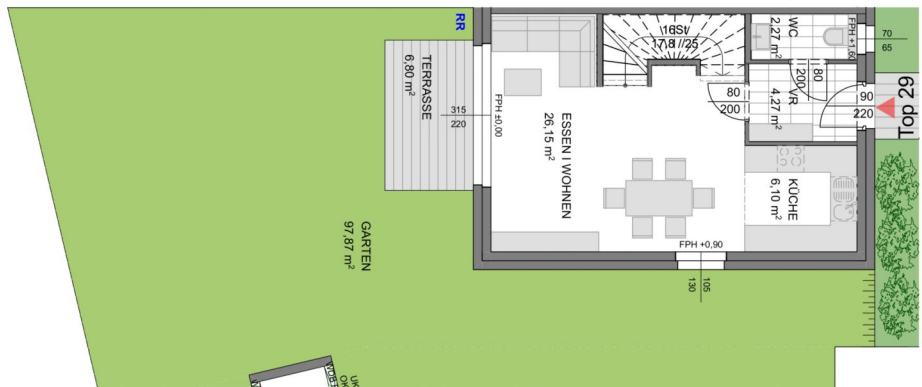 RR
TERRASSE
6,80 m²
315
220
FPH ±0,00
ESSEN I WOHNEN
26,15 m²
16St
17,8 // 25
WC
2,27 m²
FPH +1,60
70
65
80
200
VR
4,27 m²
80
200
90
220
Top 29
KÜCHE
6,10 m²
FPH +0,90
105
130
GARTEN
97,87 m²